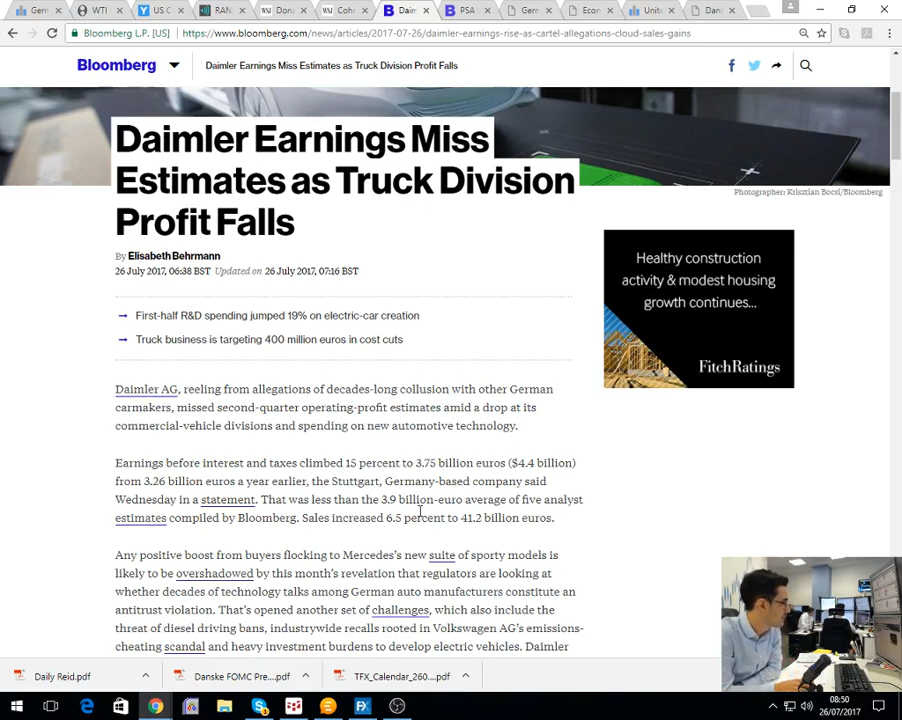 Germ
WTI
US C
RAN
Dona
Cohn
Daim
PSA
Germ
Econ
Unite
Dans
Bloomberg L.P. [US]
https://www.bloomberg.com/news/articles/2017-07-26/daimler-earnings-rise-as-cartel-allegations-cloud-sales-gains
Bloomberg
Daimler Earnings Miss Estimates as Truck Division Profit Falls
Daimler Earnings Miss
Estimates as Truck Division
Profit Falls
Photographer: Krisztian Bocsi/Bloomberg
By Elisabeth Behrmann
26 July 2017, 06:38 BST Updated on 26 July 2017, 07:16 BST
→ First-half R&D spending jumped 19% on electric-car creation
→ Truck business is targeting 400 million euros in cost cuts
Daimler AG, reeling from allegations of decades-long collusion with other German
carmakers, missed second-quarter operating-profit estimates amid a drop at its
commercial-vehicle divisions and spending on new automotive technology.
Earnings before interest and taxes climbed 15 percent to 3.75 billion euros ($4.4 billion)
from 3.26 billion euros a year earlier, the Stuttgart, Germany-based company said
Wednesday in a statement. That was less than the 3.9 billion-euro average of five analyst
estimates compiled by Bloomberg. Sales increased 6.5 percent to 41.2 billion euros.
Any positive boost from buyers flocking to Mercedes's new suite of sporty models is
likely to be overshadowed by this month's revelation that regulators are looking at
whether decades of technology talks among German auto manufacturers constitute an
antitrust violation. That's opened another set of challenges, which also include the
threat of diesel driving bans, industrywide recalls rooted in Volkswagen AG's emissions-
cheating scandal and heavy investment burdens to develop electric vehicles. Daimler
Healthy construction
activity & modest housing
growth continues...
FitchRatings
Daily Reid.pdf
Danske FOMC Pre....pdf
TFX_Calendar_260....pdf
08:50
26/07/2017